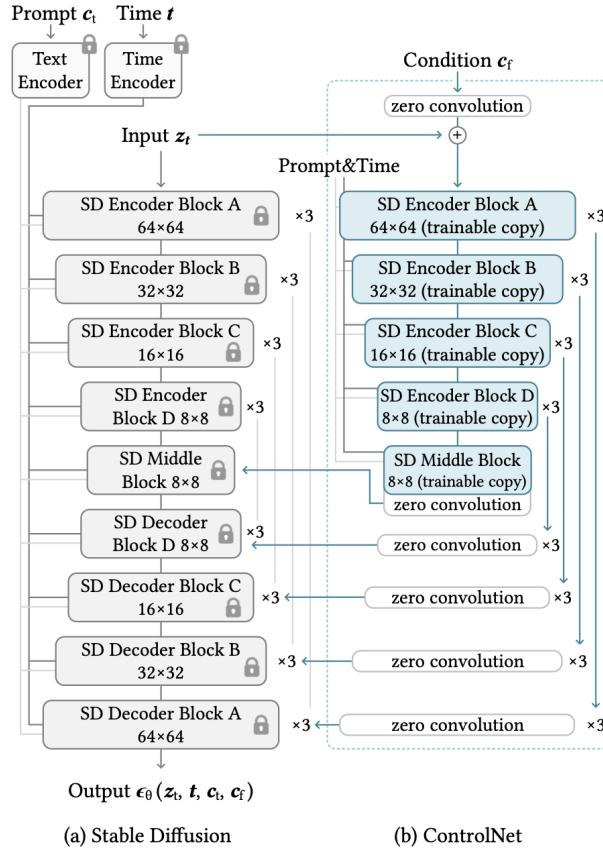 Prompt cₜ
Time t
Text
Encoder
Time
Encoder
Condition c_f
zero convolution
+
Input zₜ
Prompt&Time
SD Encoder Block A
64×64
×3
SD Encoder Block A
64×64 (trainable copy)
×3
SD Encoder Block B
32×32
×3
SD Encoder Block B
32×32 (trainable copy)
×3
SD Encoder Block C
16×16
×3
SD Encoder Block C
16×16 (trainable copy)
×3
SD Encoder
Block D 8×8
×3
SD Encoder Block D
8×8 (trainable copy)
×3
SD Middle
Block 8×8
SD Middle Block
8×8 (trainable copy)
zero convolution
SD Decoder
Block D 8×8
×3
zero convolution
×3
SD Decoder Block C
16×16
×3
zero convolution
×3
SD Decoder Block B
32×32
×3
zero convolution
×3
SD Decoder Block A
64×64
×3
zero convolution
×3
Output ϵ_θ(zₜ, t, cₜ, c_f)
(a) Stable Diffusion
(b) ControlNet